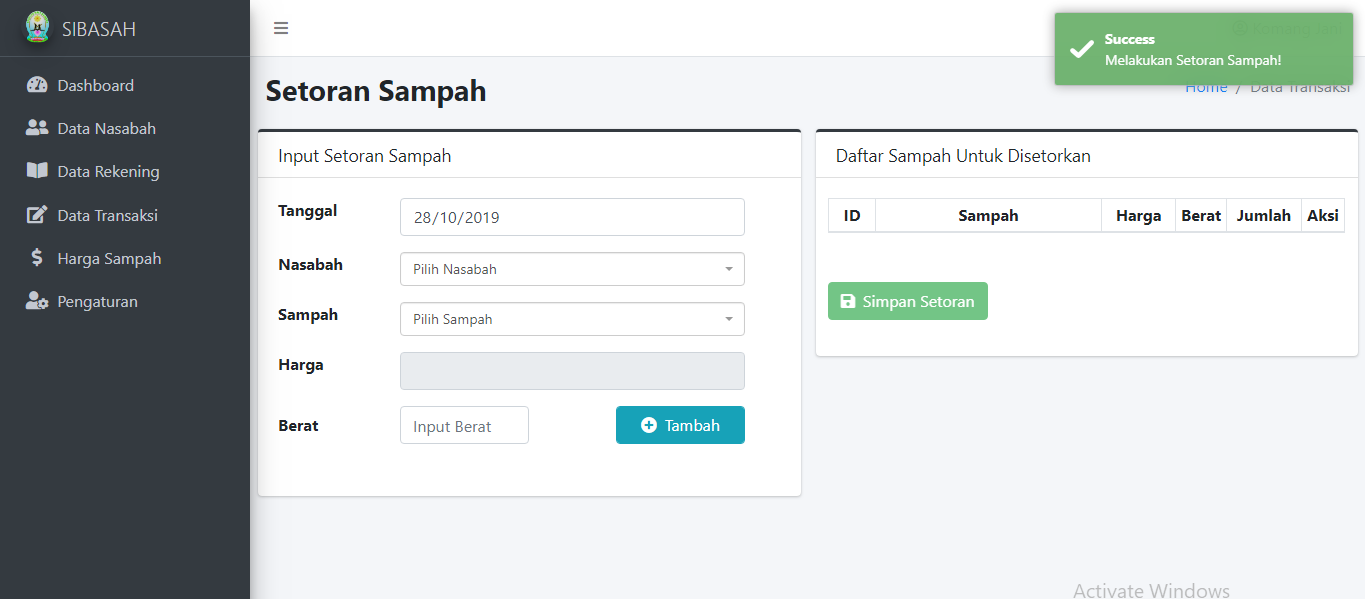 SIBASAH
Dashboard
Data Nasabah
Data Rekening
Data Transaksi
Harga Sampah
Pengaturan
Success
Melakukan Setoran Sampah!
Setoran Sampah
Home / Data Transaksi
Input Setoran Sampah
Tanggal
28/10/2019
Nasabah
Pilih Nasabah
Sampah
Pilih Sampah
Harga
Berat
Input Berat
Tambah
Daftar Sampah Untuk Disetorkan
ID Sampah Harga Berat Jumlah Aksi
Simpan Setoran
Activate Windows